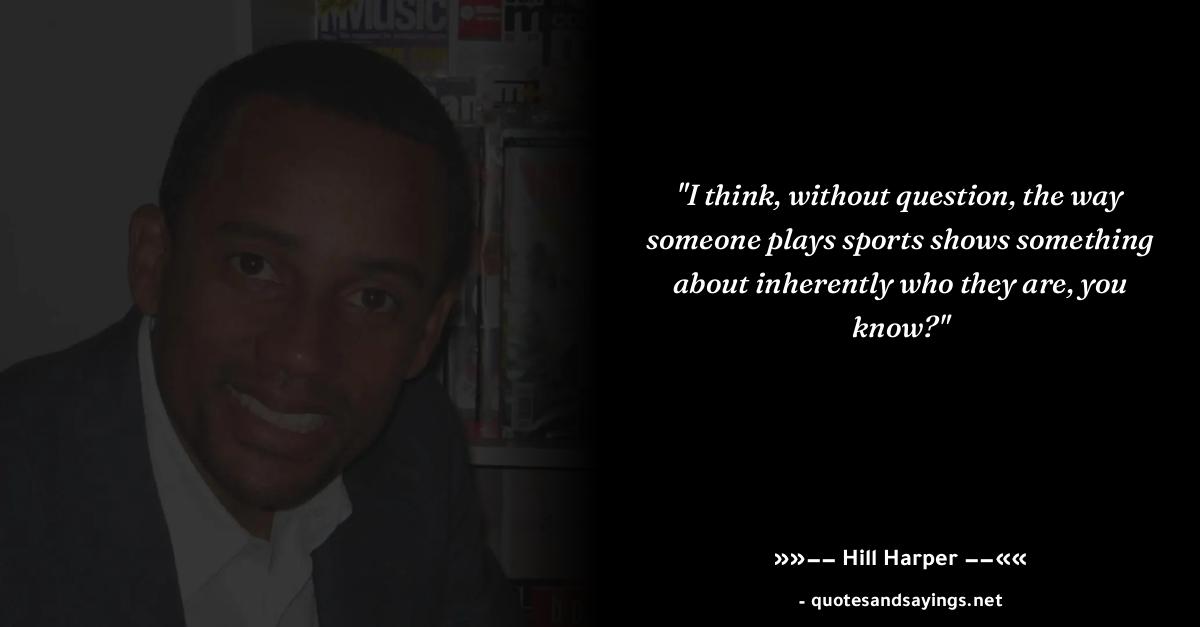 MUSIC
"I think, without question, the way
someone plays sports shows something
about inherently who they are, you
know?"
»»–– Hill Harper ––««
- quotesandsayings.net